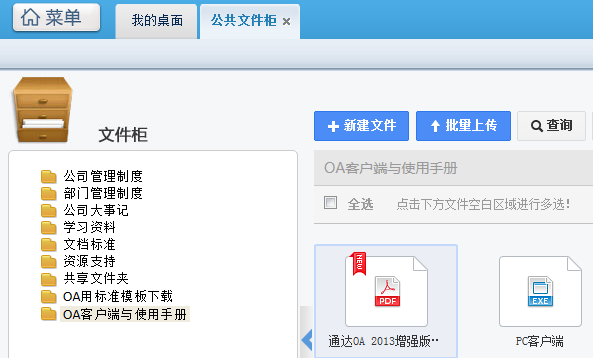 菜单
我的桌面
公共文件柜
文件柜
公司管理制度
部门管理制度
公司大事记
学习资料
文档标准
资源支持
共享文件夹
OA用标准模板下载
OA客户端与使用手册
新建文件
批量上传
查询
OA客户端与使用手册
全选
点击下方文件空白区域进行多选!
NEW
PDF
通达OA 2013增强版··
EXE
PC客户端